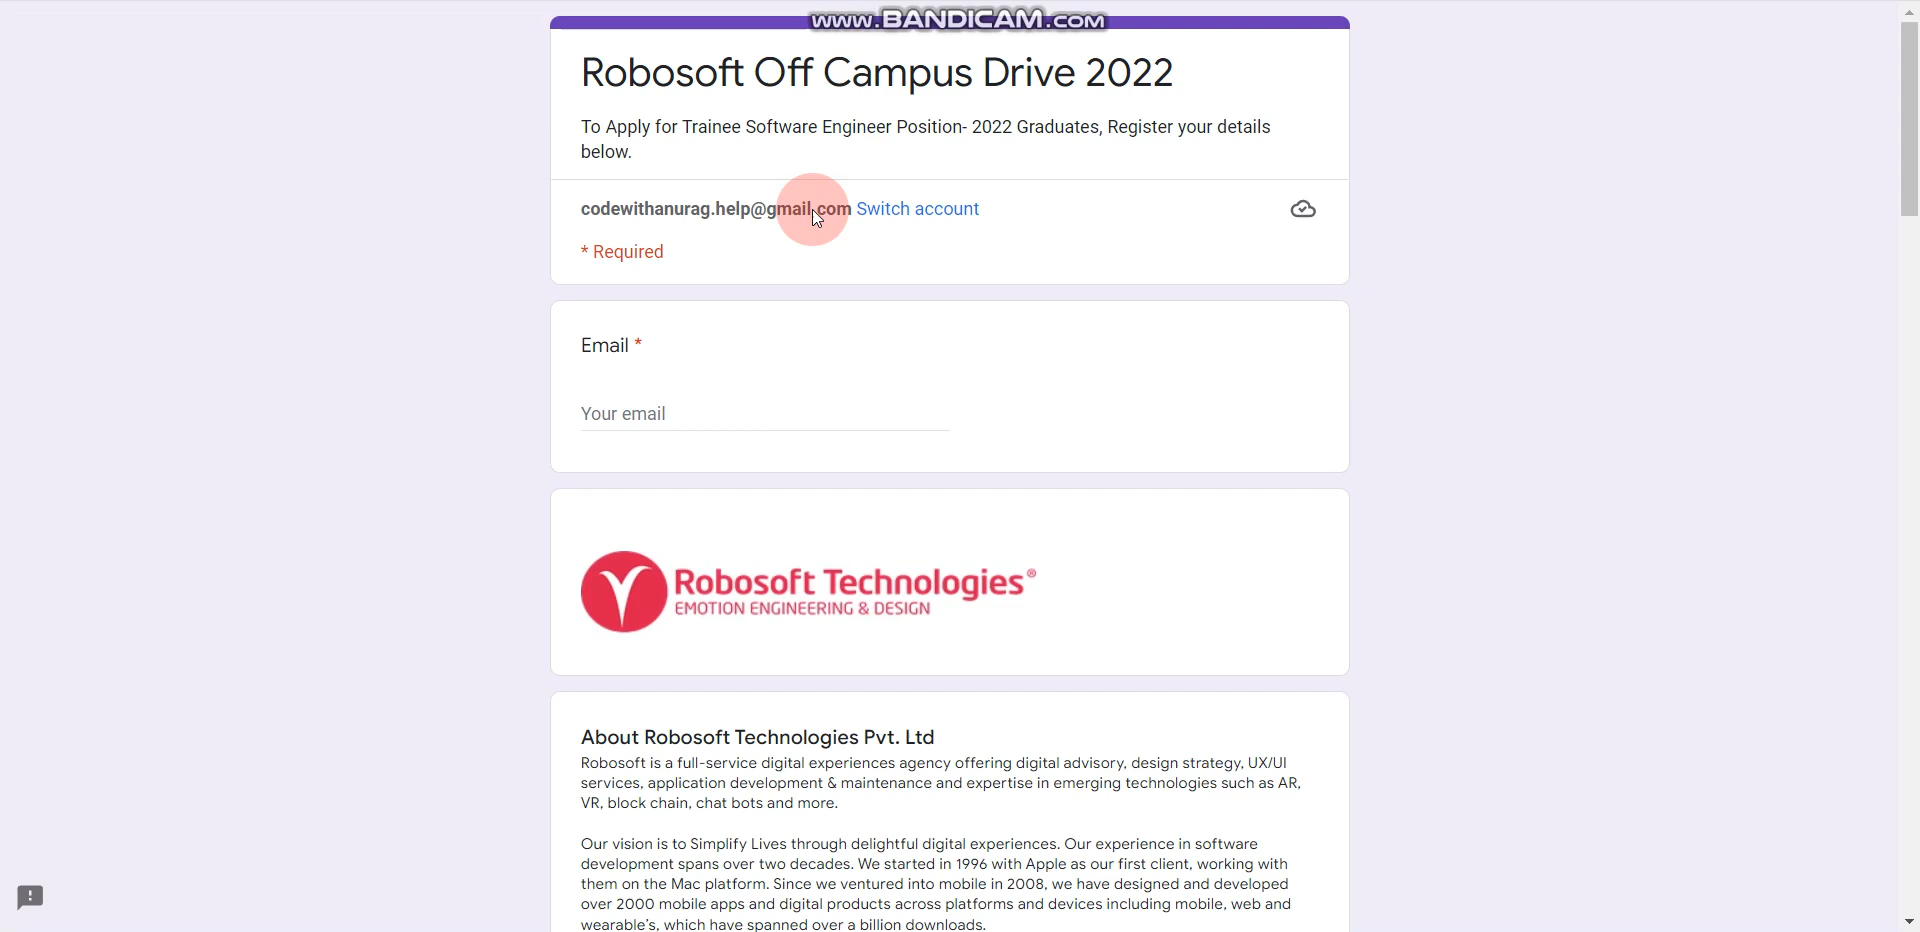 www.BANDICAM.COM
Robosoft Off Campus Drive 2022
To Apply for Trainee Software Engineer Position- 2022 Graduates, Register your details
below.
codewithanurag.help@gmail.com Switch account
* Required
Email *
Your email
Robosoft Technologies®
EMOTION ENGINEERING & DESIGN
About Robosoft Technologies Pvt. Ltd
Robosoft is a full-service digital experiences agency offering digital advisory, design strategy, UX/UI
services, application development & maintenance and expertise in emerging technologies such as AR,
VR, block chain, chat bots and more.
Our vision is to Simplify Lives through delightful digital experiences. Our experience in software
development spans over two decades. We started in 1996 with Apple as our first client, working with
them on the Mac platform. Since we ventured into mobile in 2008, we have designed and developed
over 2000 mobile apps and digital products across platforms and devices including mobile, web and
wearable’s, which have spanned over a billion downloads.